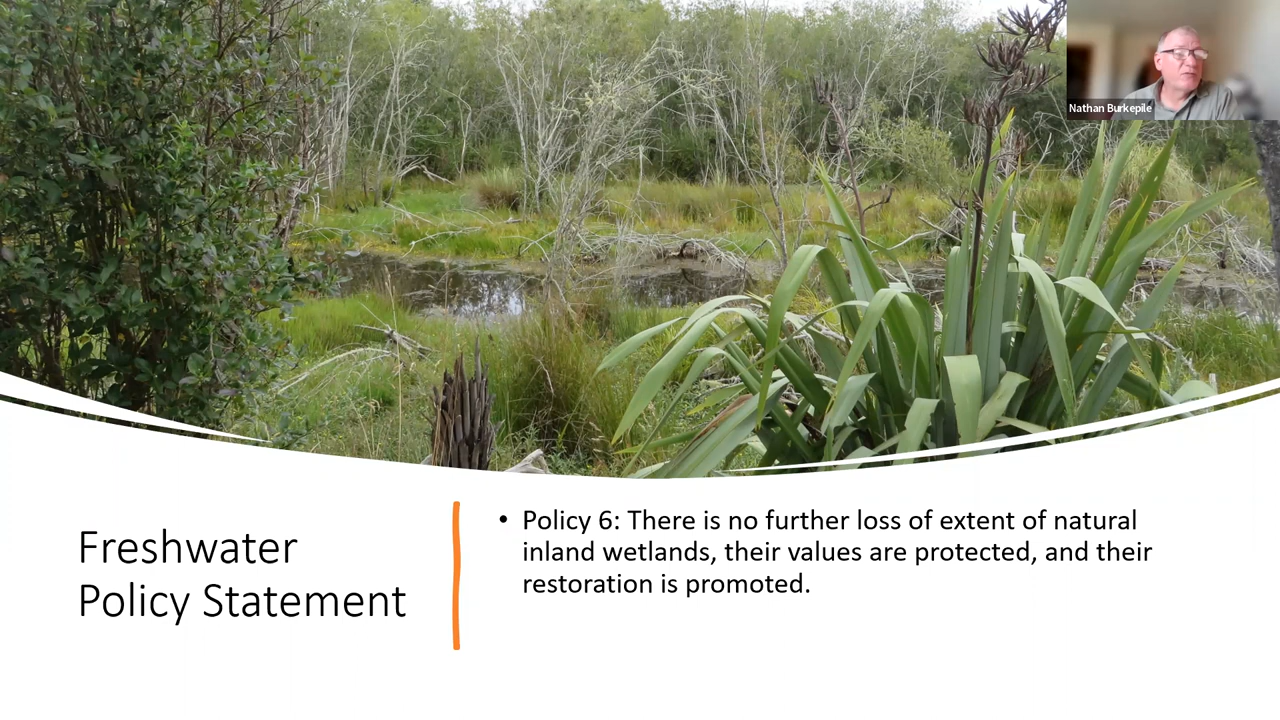 Nathan Burkepile
Freshwater
Policy Statement
• Policy 6: There is no further loss of extent of natural
inland wetlands, their values are protected, and their
restoration is promoted.